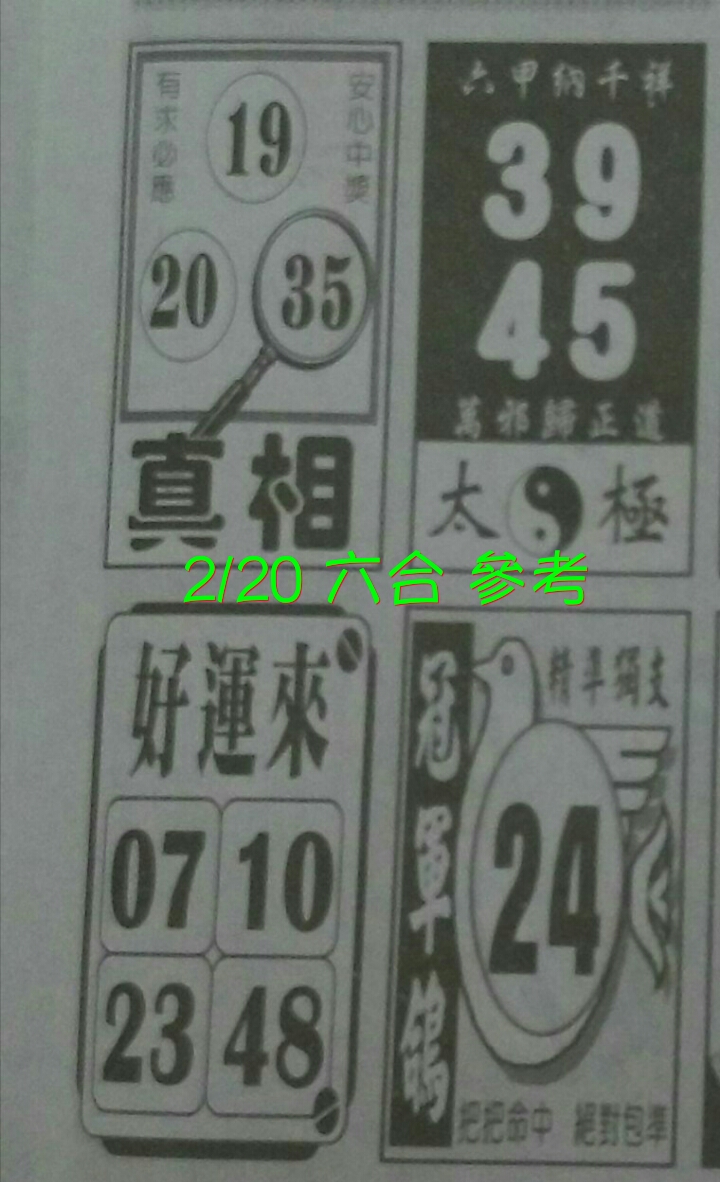 有求必應
19
安心中獎
20
35
真相
六甲納千祥
39
45
萬邪歸正道
太極
2/20 六合 參考
好運來
07 10
23 48
冠軍鴿
精準獨支
24
把把命中 絕對包準